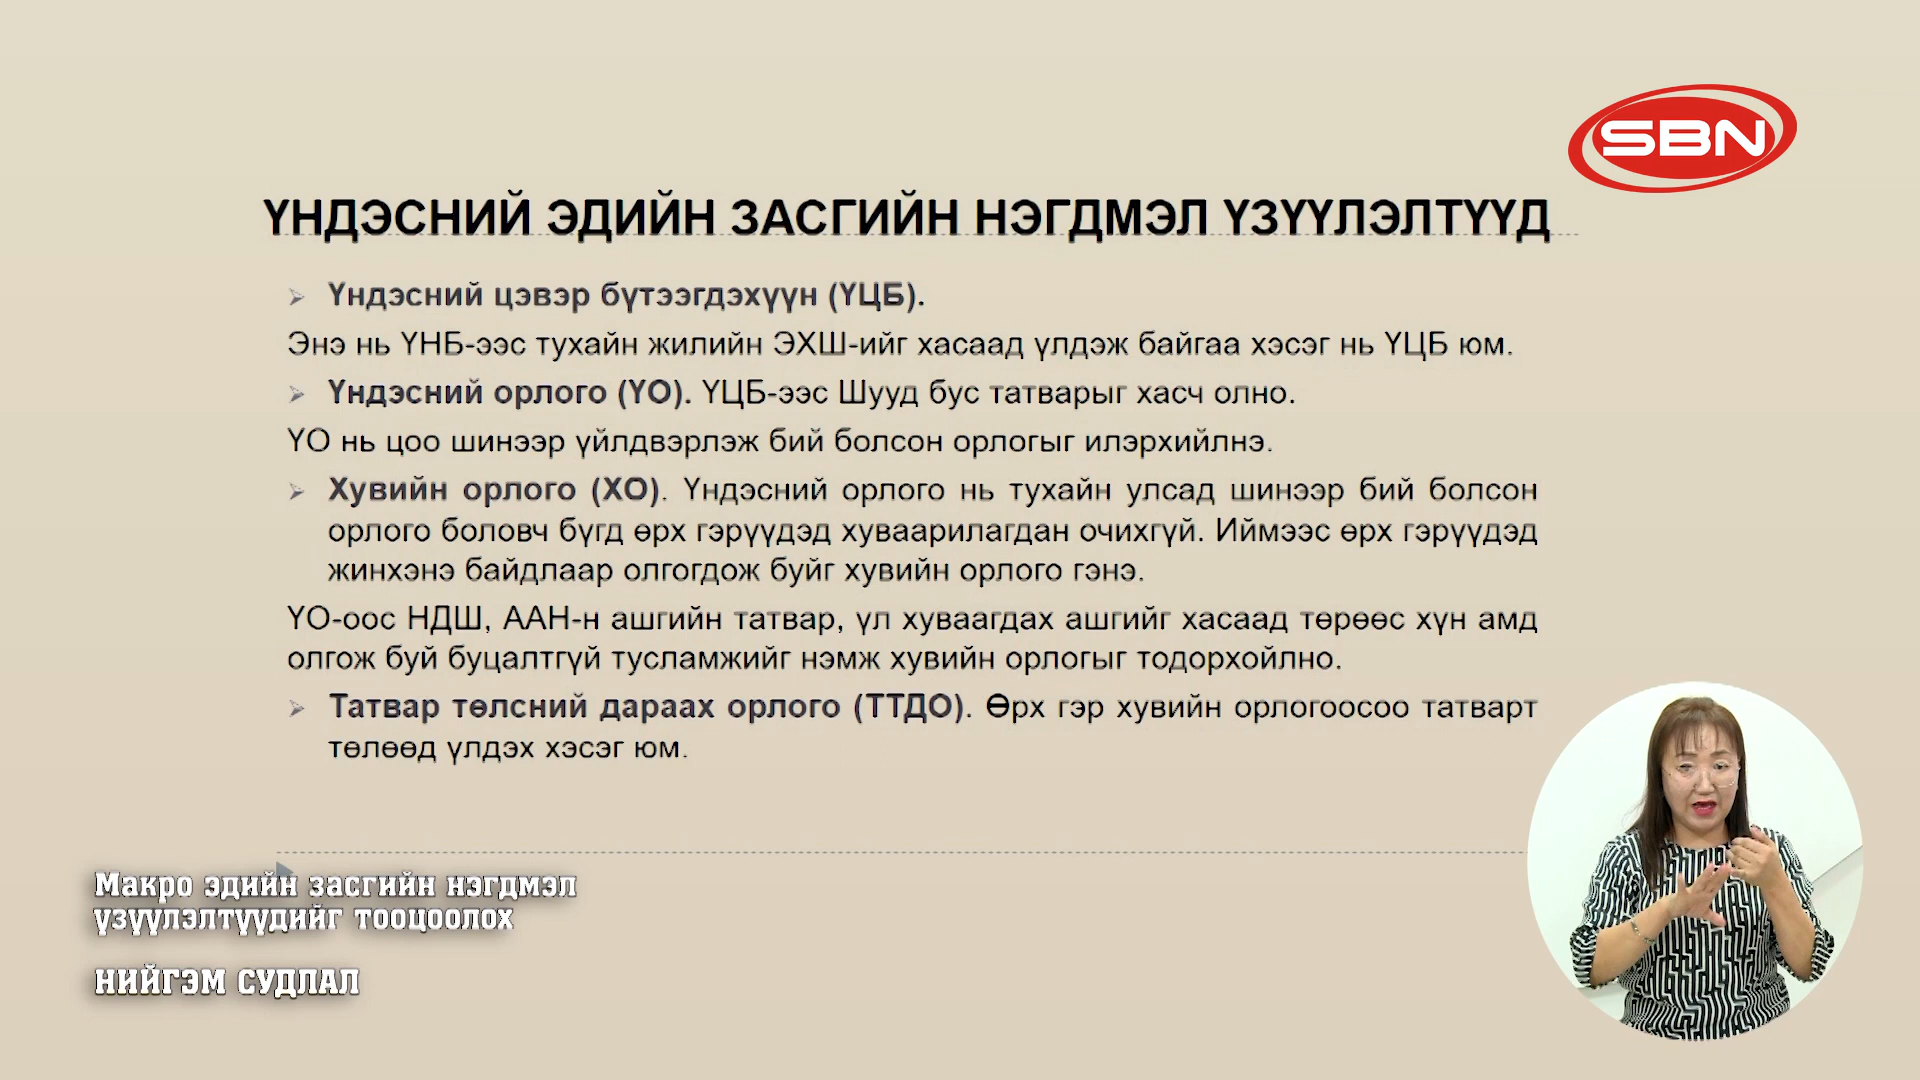 SBN
ҮНДЭСНИЙ ЭДИЙН ЗАСГИЙН НЭГДМЭЛ ҮЗҮҮЛЭЛТҮҮД
Үндэсний цэвэр бүтээгдэхүүн (ҮЦБ).
Энэ нь ҮНБ-ээс тухайн жилийн ЭХШ-ийг хасаад үлдэж байгаа хэсэг нь ҮЦБ юм.
Үндэсний орлого (ҮО). ҮЦБ-ээс Шууд бус татварыг хасч олно.
ҮО нь цоо шинээр үйлдвэрлэж бий болсон орлогыг илэрхийлнэ.
Хувийн орлого (ХО). Үндэсний орлого нь тухайн улсад шинээр бий болсон
орлого боловч бүгд өрх гэрүүдэд хуваарилагдан очихгүй. Иймээс өрх гэрүүдэд
жинхэнэ байдлаар олгогдож буйг хувийн орлого гэнэ.
ҮО-оос НДШ, ААН-н ашгийн татвар, үл хуваагдах ашгийг хасаад төрөөс хүн амд
олгож буй буцалтгүй тусламжийг нэмж хувийн орлогыг тодорхойлно.
Татвар төлсний дараах орлого (ТТДО). Өрх гэр хувийн орлогоосоо татварт
төлөөд үлдэх хэсэг юм.
Макро эдийн засгийн нэгдмэл
үзүүлэлтүүдийг тооцоолох
НИЙГЭМ СУДЛАЛ